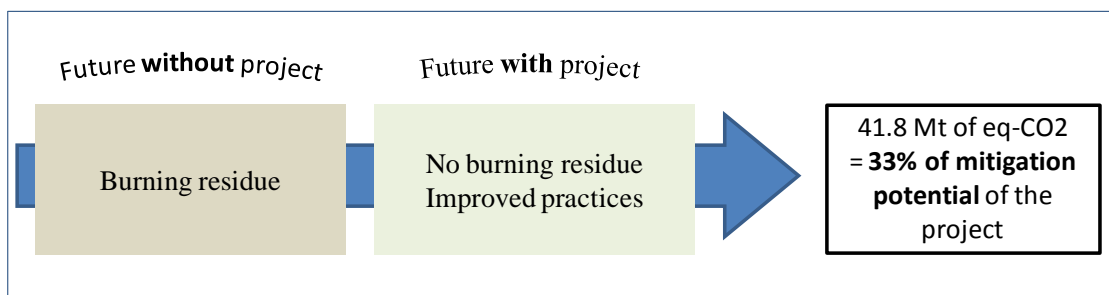 Future without project
Future with project
Burning residue
No burning residue
Improved practices
41.8 Mt of eq-CO2
= 33% of mitigation
potential of the
project